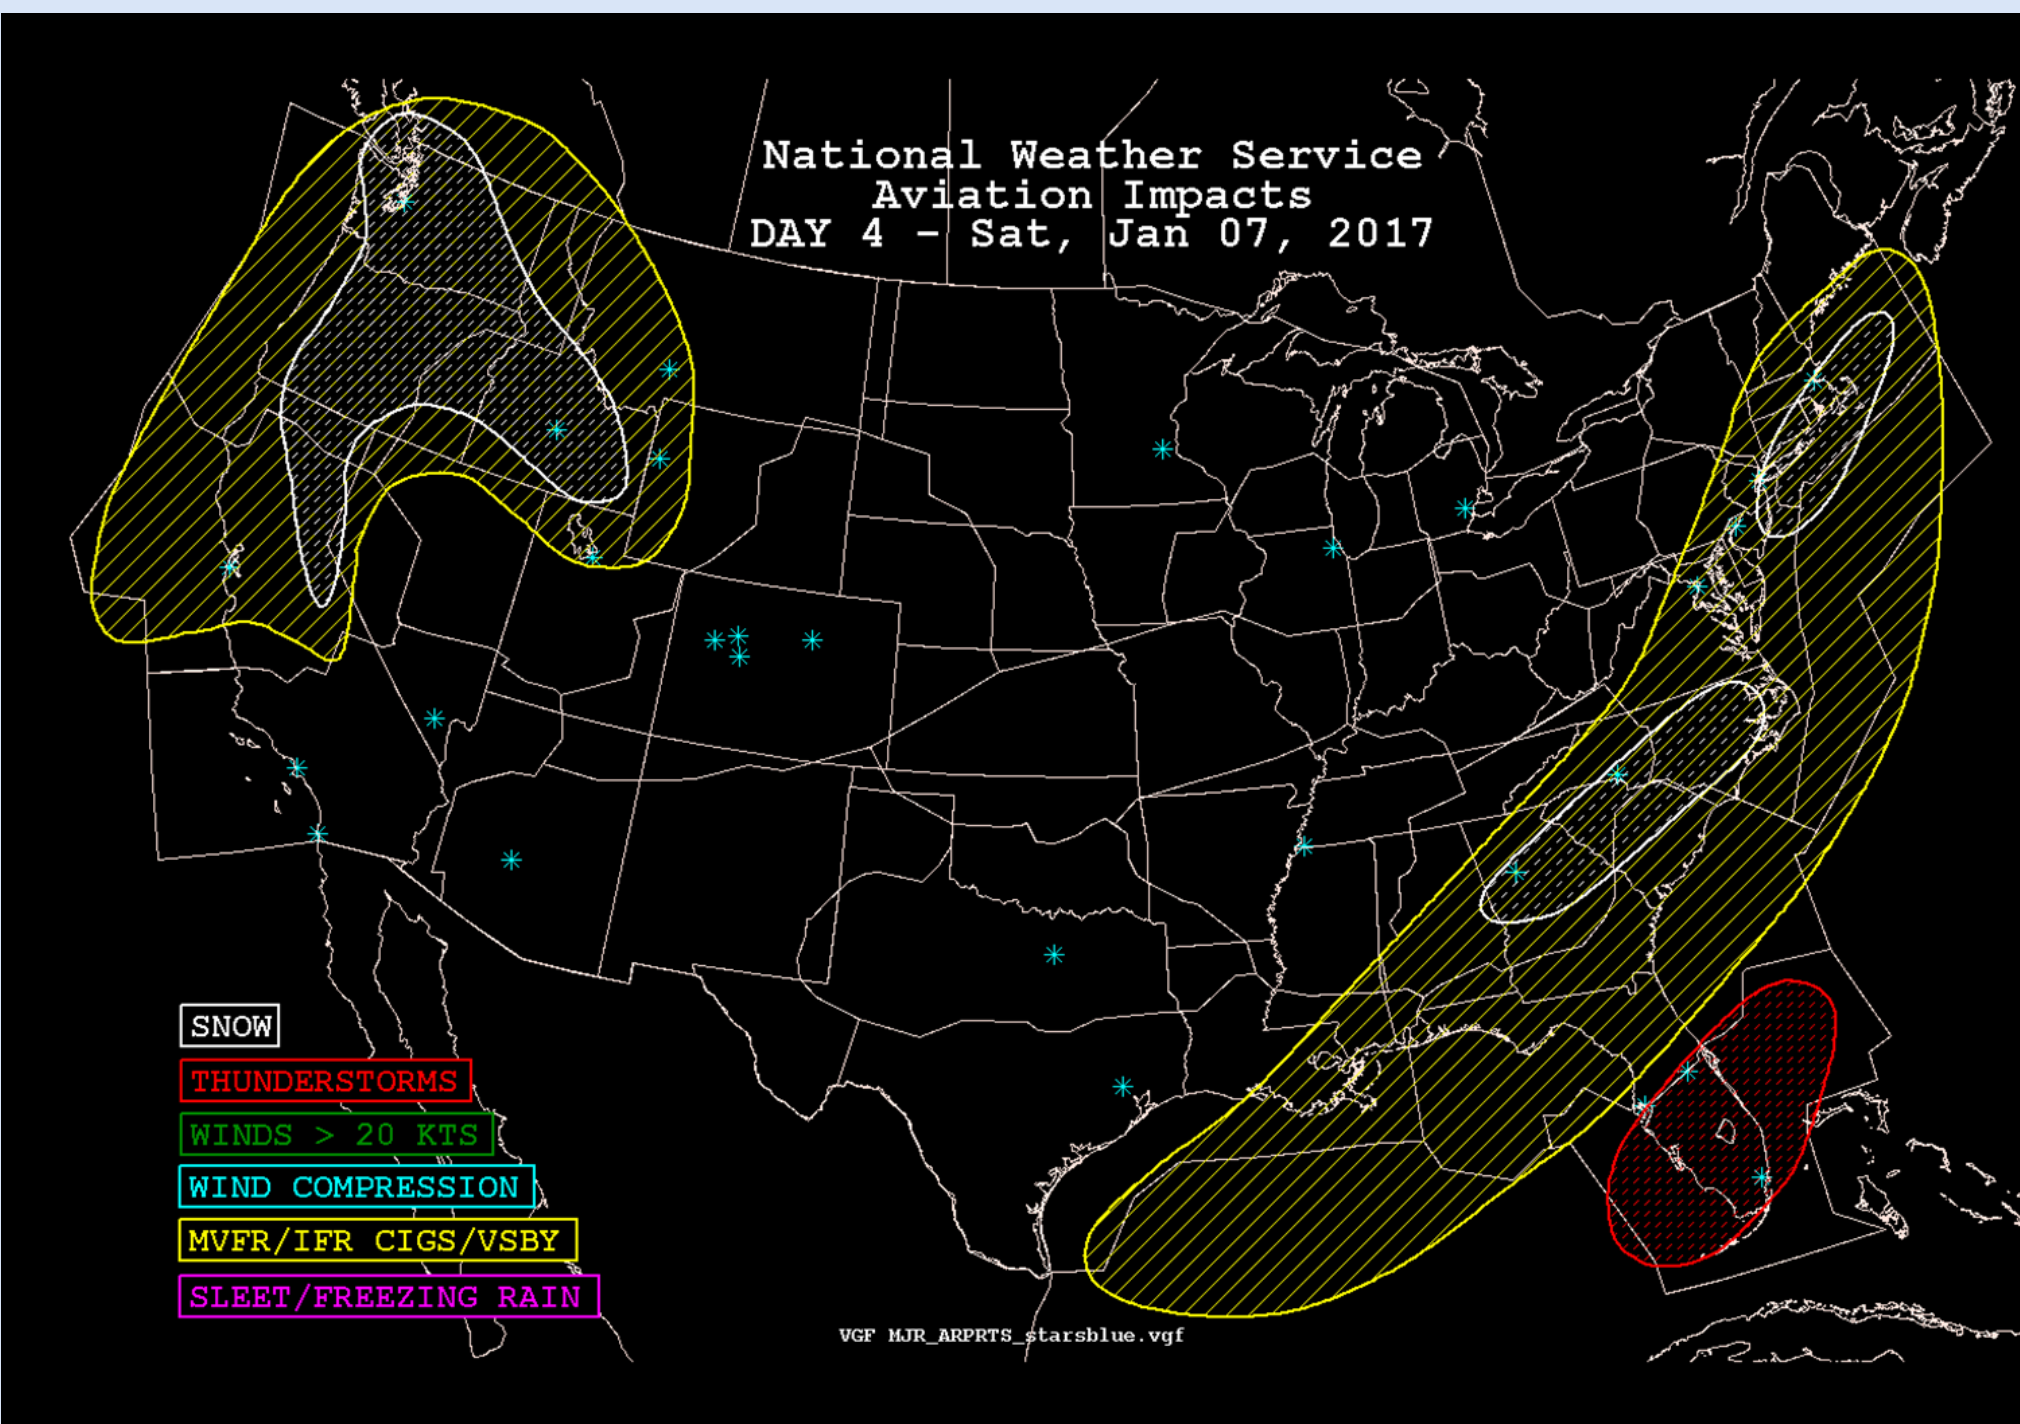 National Weather Service
Aviation Impacts
DAY 4 - Sat, Jan 07, 2017
SNOW
THUNDERSTORMS
WINDS > 20 KTS
WIND COMPRESSION
MVFR/IFR CIGS/VSBY
SLEET/FREEZING RAIN
VGF MJR_ARPRTS_starsblue.vgf